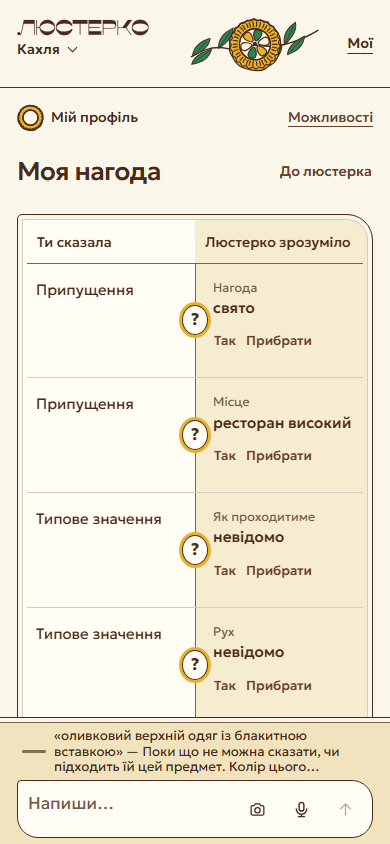 ЛЮСТЕРКО
Кахля
Мої
Мій профіль
Можливості
Моя нагода
До люстерка
Ти сказала
Люстерко зрозуміло
Припущення
Нагода
свято
?
Так Прибрати
Припущення
Місце
ресторан високий
?
Так Прибрати
Типове значення
Як проходитиме
невідомо
?
Так Прибрати
Типове значення
Рух
невідомо
?
Так Прибрати
«оливковий верхній одяг із блакитною
вставкою» — Поки що не можна сказати, чи
підходить їй цей предмет. Колір цього…
Напиши…